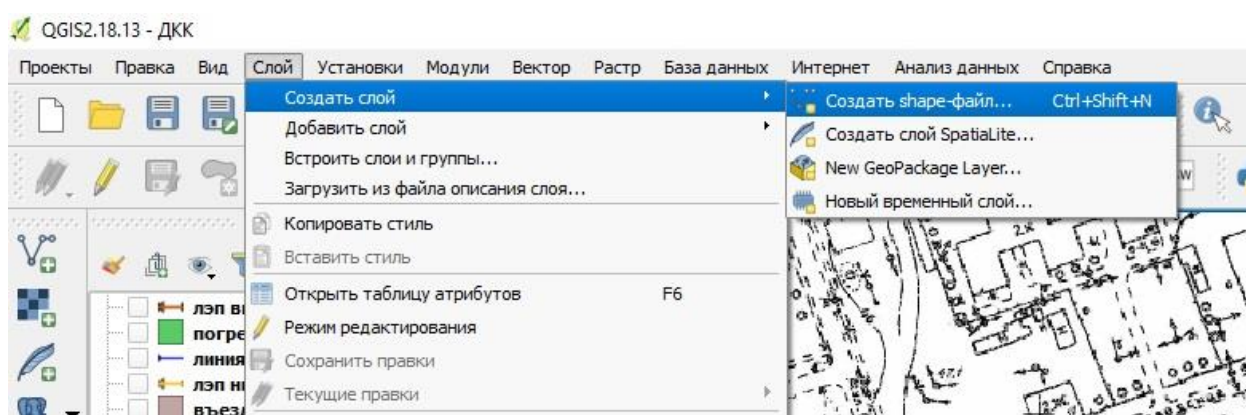 QGIS2.18.13 - ДКК
Проекты Правка Вид Слой Установки Модули Вектор Растр База данных Интернет Анализ данных Справка
Создать слой
Добавить слой
Встроить слои и группы...
Загрузить из файла описания слоя...
Копировать стиль
Вставить стиль
Открыть таблицу атрибутов F6
Режим редактирования
Сохранить правки
Текущие правки
Создать shape-файл... Ctrl+Shift+N
Создать слой SpatiaLite...
New GeoPackage Layer...
Новый временный слой...
лэп
линия
лэп